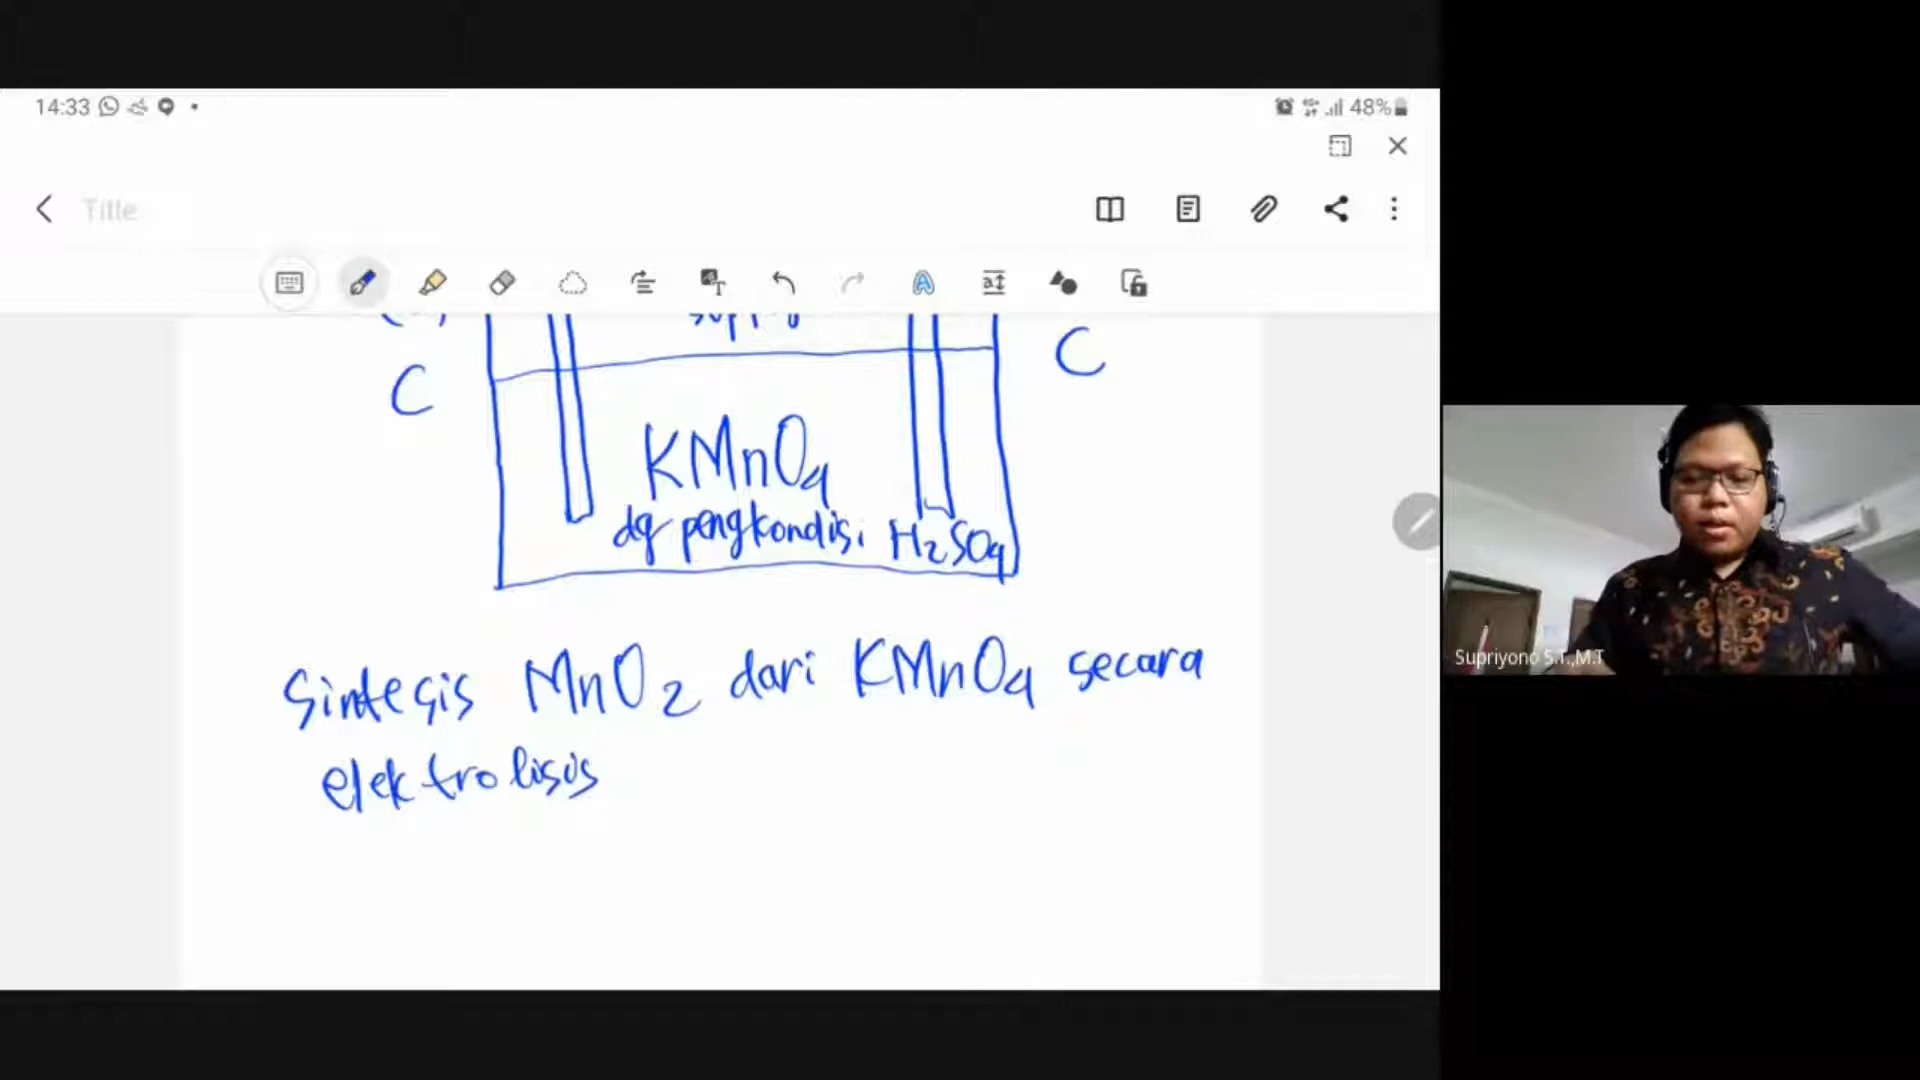 14:33
48%
Title
C
C
KMnO4
dg pengkondisi H2SO4
Sintesis MnO2 dari KMnO4 secara
elektrolisis
Supriyono S.T.,M.T